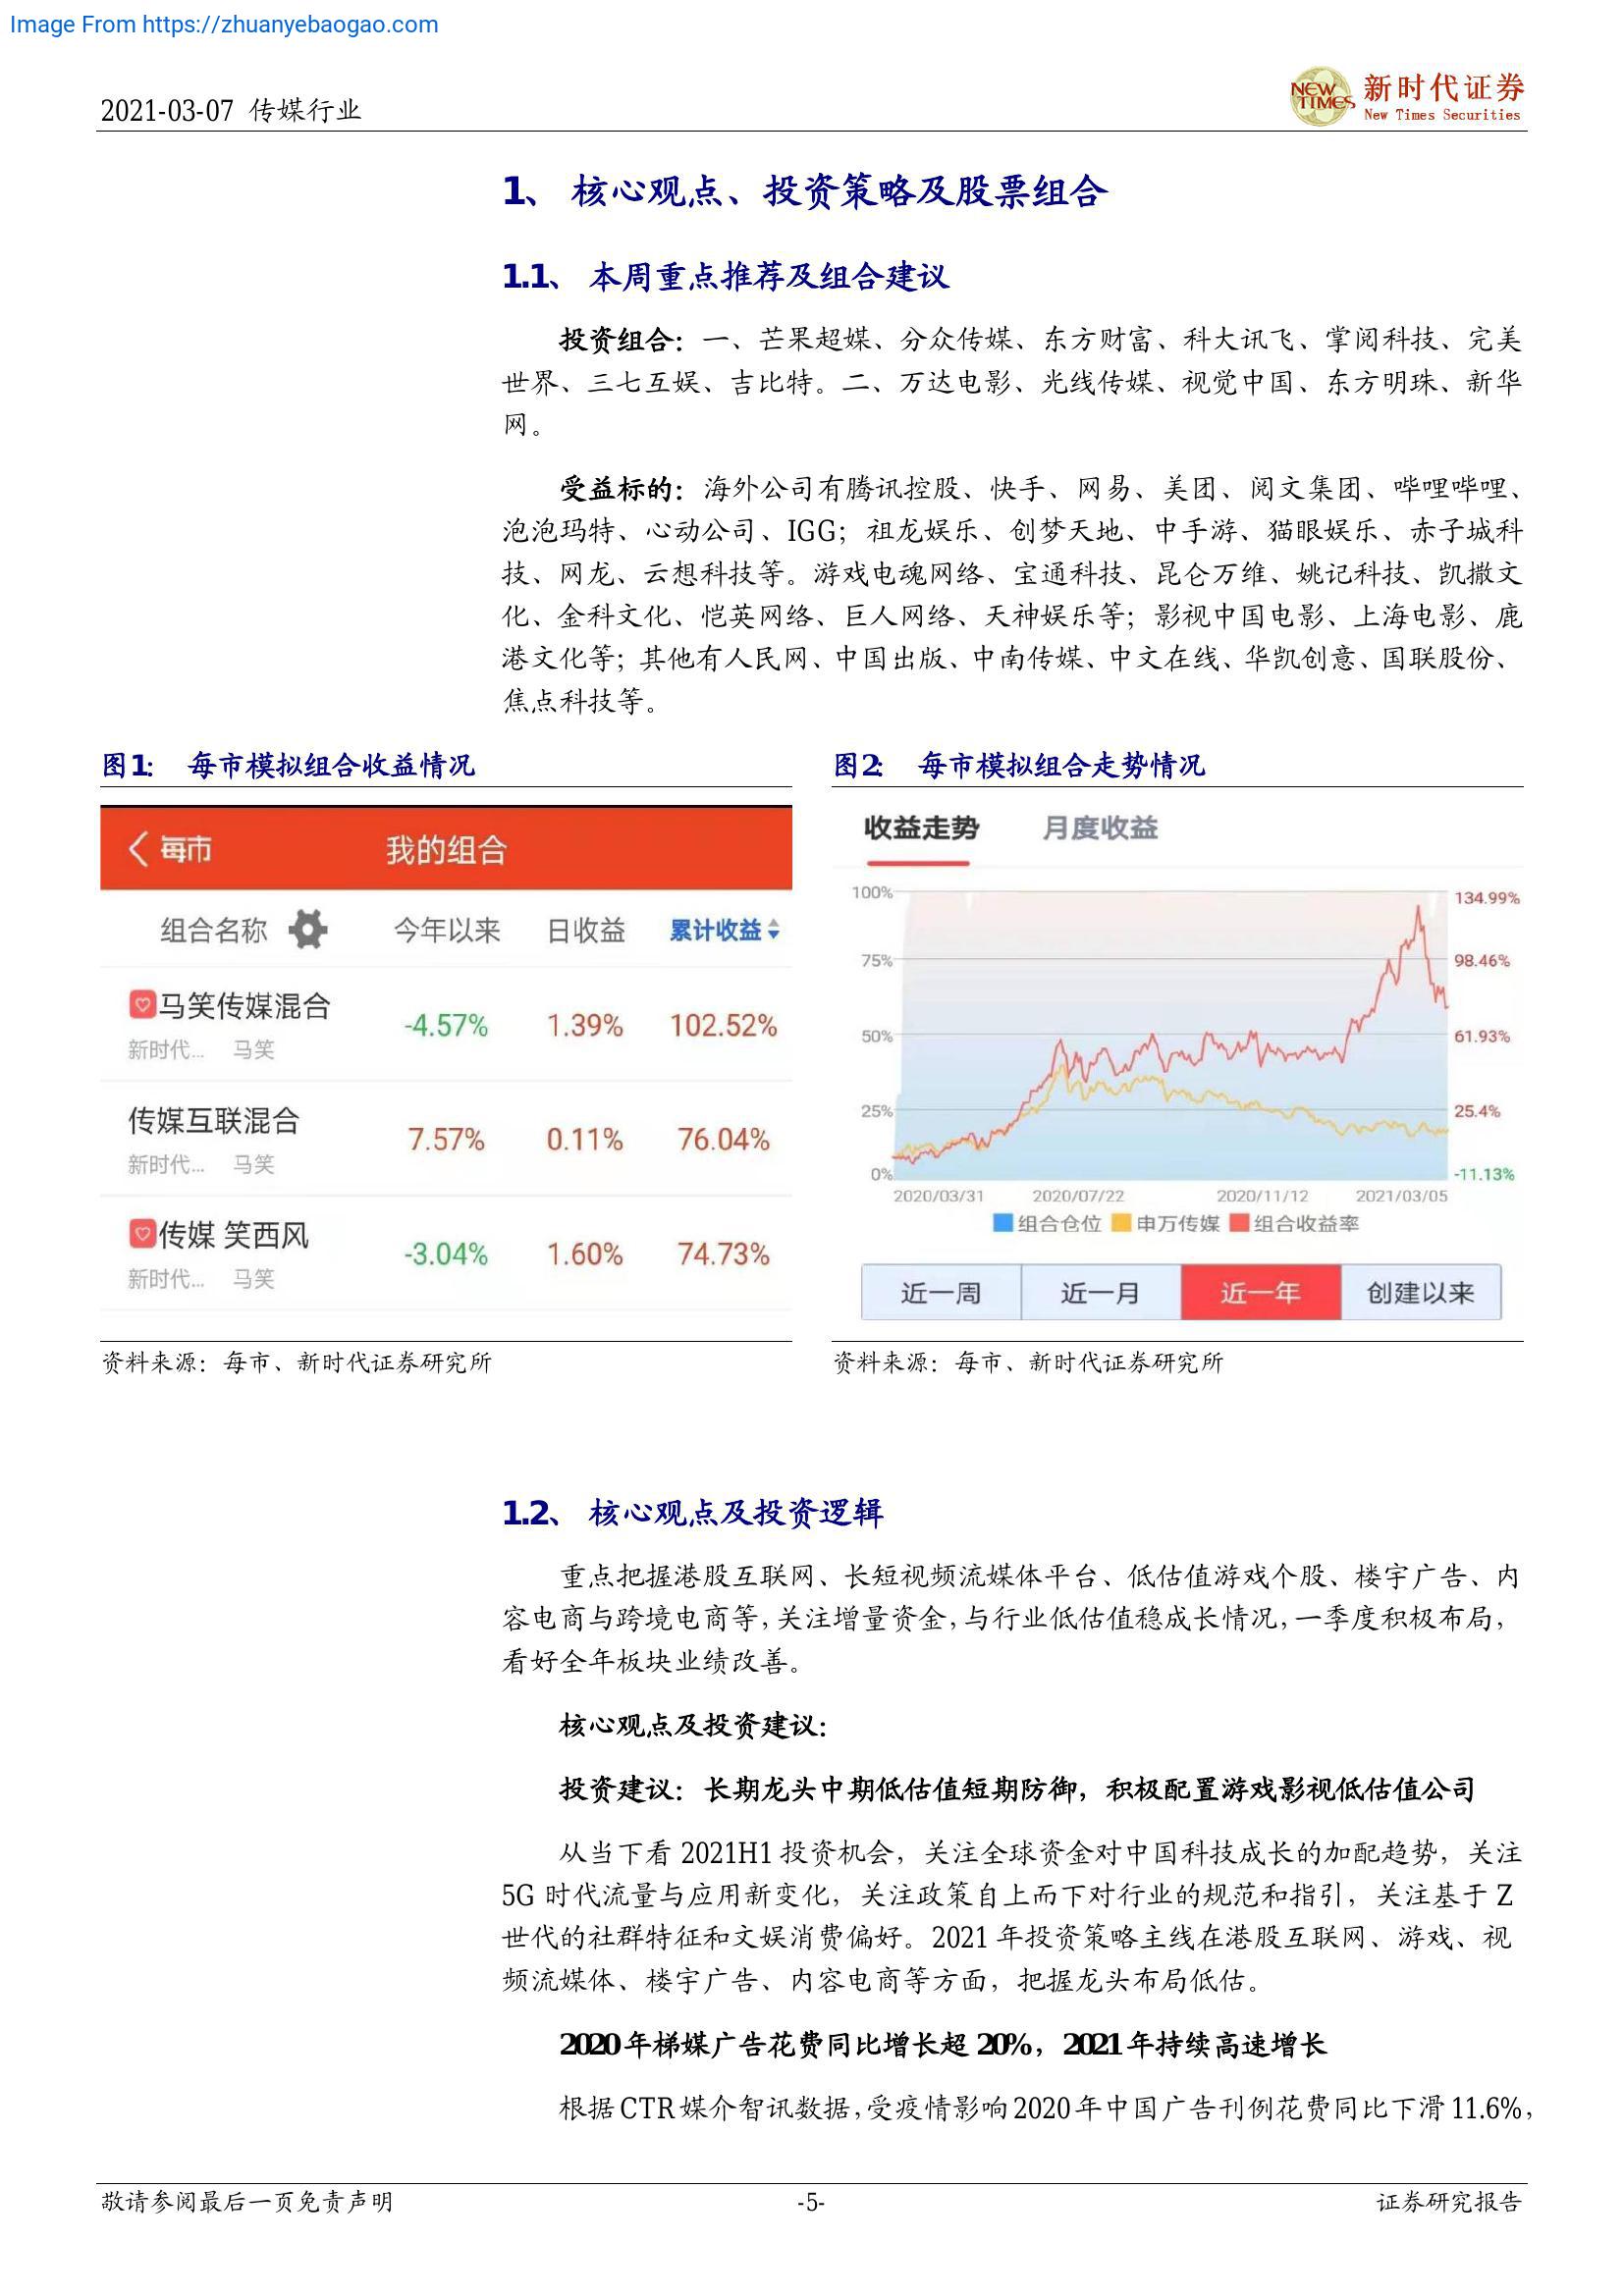 Image From https://zhuanyebaogao.com
2021-03-07 传媒行业
NEW TIMES
新时代证券
New Times Securities
1、 核心观点、投资策略及股票组合
1.1、 本周重点推荐及组合建议
投资组合：一、芒果超媒、分众传媒、东方财富、科大讯飞、掌阅科技、完美
世界、三七互娱、吉比特。二、万达电影、光线传媒、视觉中国、东方明珠、新华
网。
受益标的：海外公司有腾讯控股、快手、网易、美团、阅文集团、哔哩哔哩、
泡泡玛特、心动公司、IGG；祖龙娱乐、创梦天地、中手游、猫眼娱乐、赤子城科
技、网龙、云想科技等。游戏电魂网络、宝通科技、昆仑万维、姚记科技、凯撒文
化、金科文化、恺英网络、巨人网络、天神娱乐等；影视中国电影、上海电影、鹿
港文化等；其他有人民网、中国出版、中南传媒、中文在线、华凯创意、国联股份、
焦点科技等。
图1： 每市模拟组合收益情况
每市 我的组合
组合名称 今年以来 日收益 累计收益
马笑传媒混合 -4.57% 1.39% 102.52%
新时代... 马笑
传媒互联混合 7.57% 0.11% 76.04%
新时代... 马笑
传媒 笑西风 -3.04% 1.60% 74.73%
新时代... 马笑
资料来源：每市、新时代证券研究所
图2： 每市模拟组合走势情况
收益走势 月度收益
100% 134.99%
75% 98.46%
50% 61.93%
25% 25.4%
0% -11.13%
2020/03/31 2020/07/22 2020/11/12 2021/03/05
组合仓位 申万传媒 组合收益率
近一周 近一月 近一年 创建以来
资料来源：每市、新时代证券研究所
1.2、 核心观点及投资逻辑
重点把握港股互联网、长短视频流媒体平台、低估值游戏个股、楼宇广告、内
容电商与跨境电商等，关注增量资金，与行业低估值稳成长情况，一季度积极布局，
看好全年板块业绩改善。
核心观点及投资建议：
投资建议：长期龙头中期低估值短期防御，积极配置游戏影视低估值公司
从当下看 2021H1 投资机会，关注全球资金对中国科技成长的加配趋势，关注
5G 时代流量与应用新变化，关注政策自上而下对行业的规范和指引，关注基于 Z
世代的社群特征和文娱消费偏好。2021 年投资策略主线在港股互联网、游戏、视
频流媒体、楼宇广告、内容电商等方面，把握龙头布局低估。
2020 年梯媒广告花费同比增长超 20%，2021 年持续高速增长
根据 CTR 媒介智讯数据，受疫情影响 2020 年中国广告刊例花费同比下滑 11.6%，
敬请参阅最后一页免责声明 -5- 证券研究报告